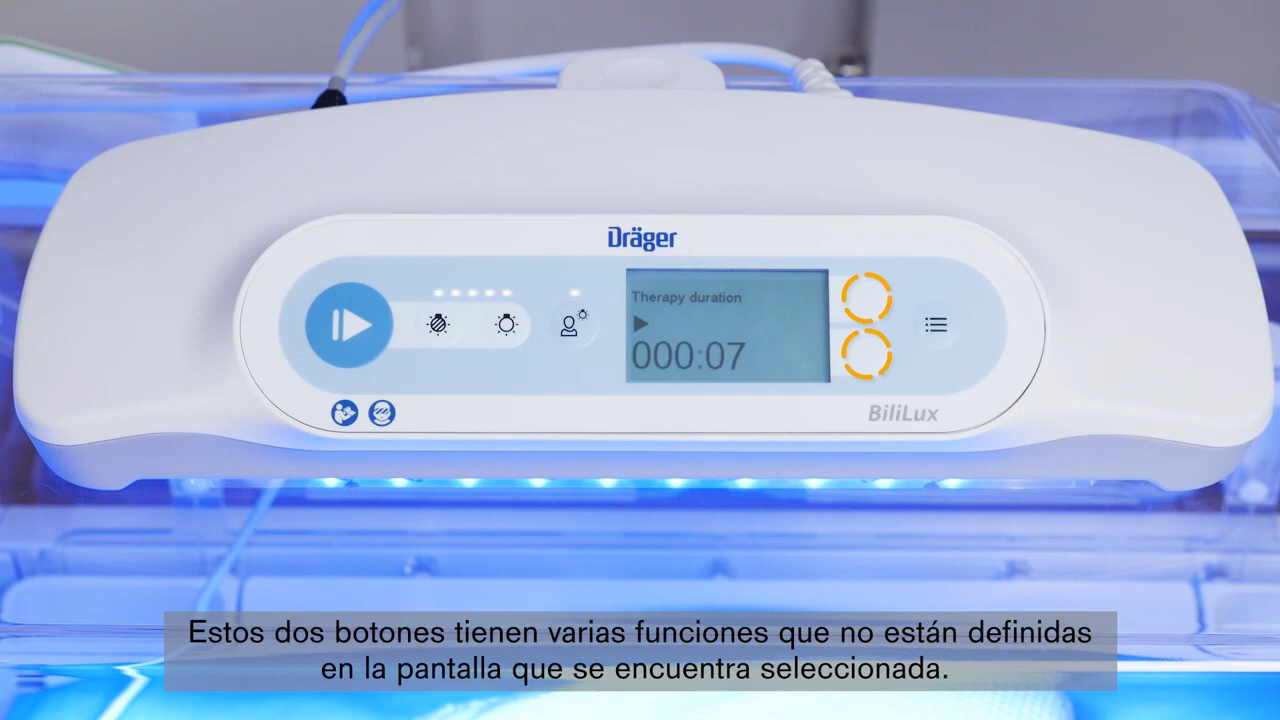 Dräger
Therapy duration
000:07
BiliLux
Estos dos botones tienen varias funciones que no están definidas
en la pantalla que se encuentra seleccionada.